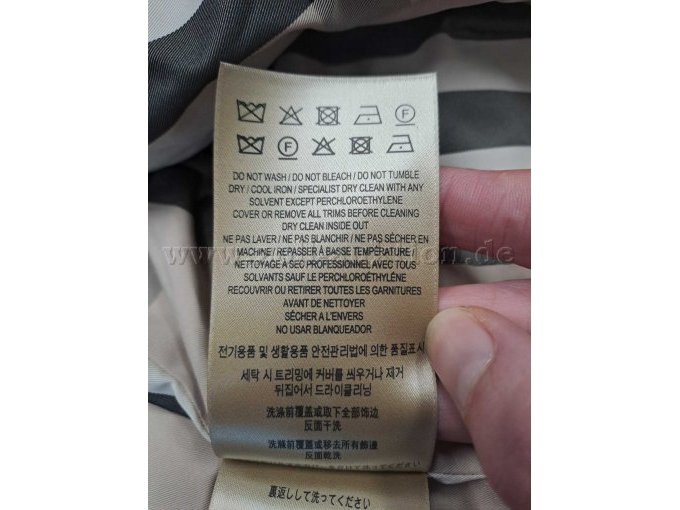 F
F
DO NOT WASH / DO NOT BLEACH / DO NOT TUMBLE
DRY / COOL IRON / SPECIALIST DRY CLEAN WITH ANY
SOLVENT EXCEPT PERCHLOROETHYLENE
COVER OR REMOVE ALL TRIMS BEFORE CLEANING
DRY CLEAN INSIDE OUT
NE PAS LAVER / NE PAS BLANCHIR / NE PAS SÉCHER EN
MACHINE / REPASSER À BASSE TEMPÉRATURE /
NETTOYAGE À SEC PROFESSIONNEL AVEC TOUS
SOLVANTS SAUF LE PERCHLOROÉTHYLÈNE
RECOUVRIR OU RETIRER TOUTES LES GARNITURES
AVANT DE NETTOYER
SÉCHER A L'ENVERS
NO USAR BLANQUEADOR
전기용품 및 생활용품 안전관리법에 의한 품질표시
세탁 시 트리밍에 커버를 씌우거나 제거
뒤집어서 드라이클리닝
洗涤前覆盖或取下全部饰边
反面干洗
洗滌前覆蓋或移去所有飾邊
反面乾洗
裏返しして洗ってください